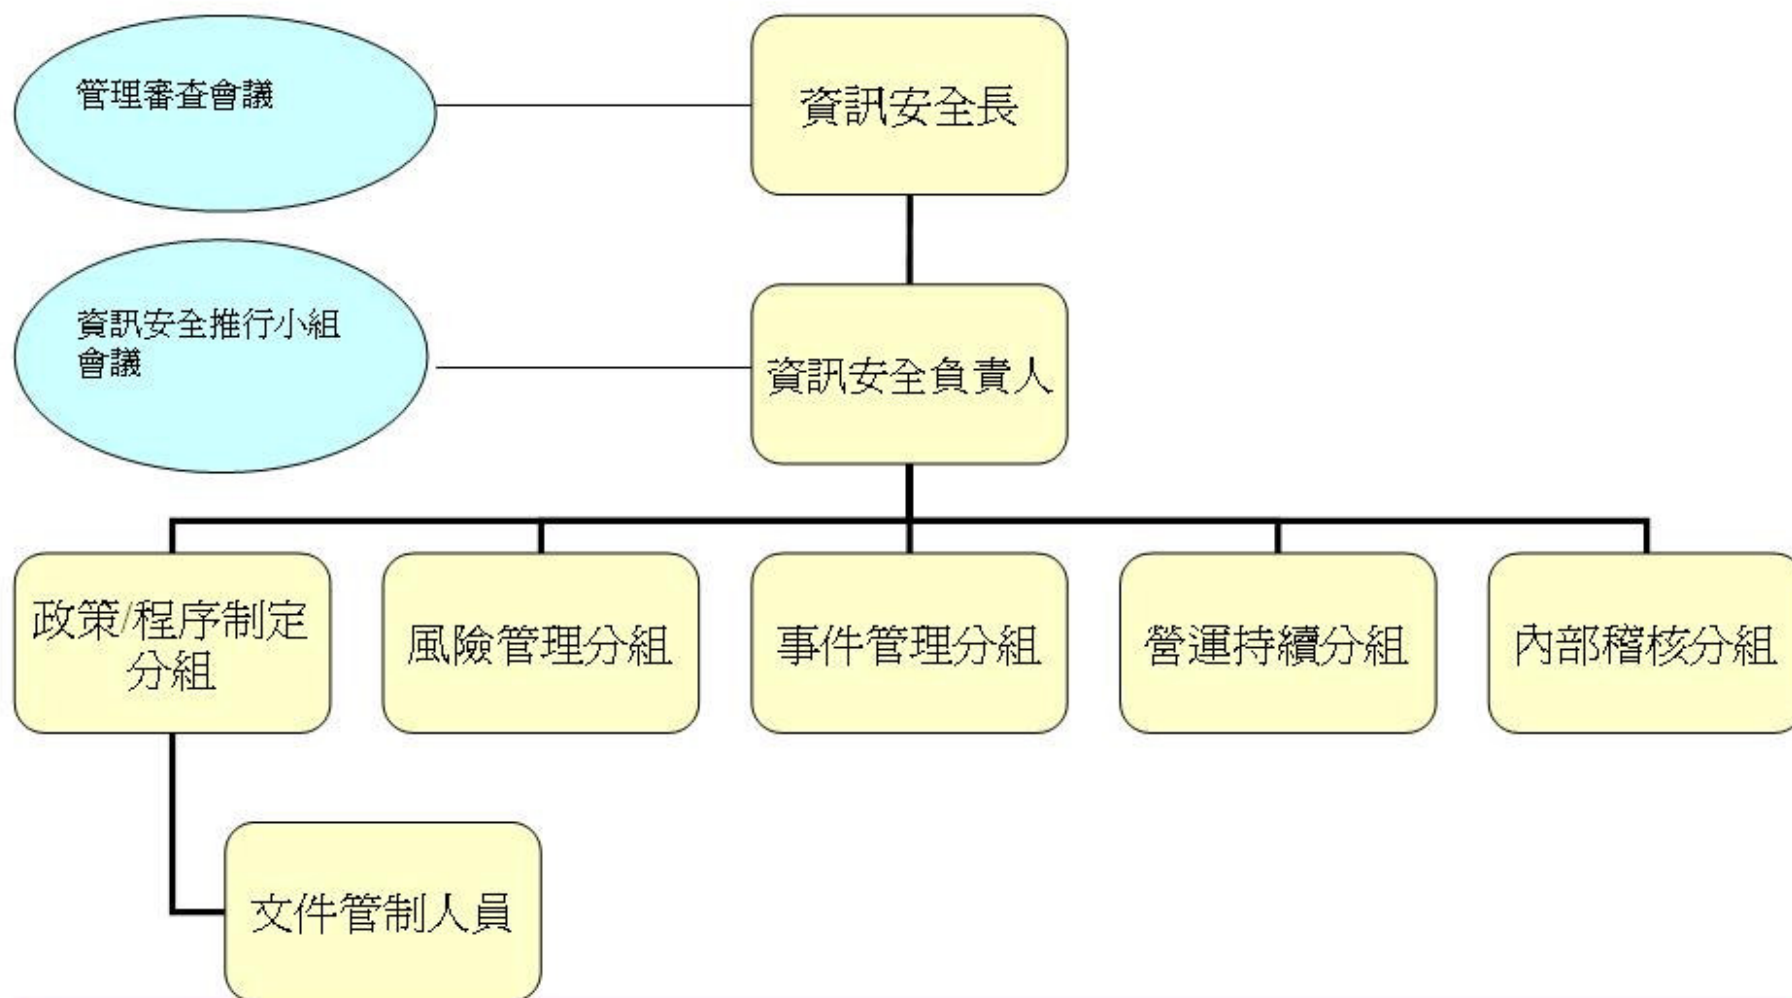 管理審查會議
資訊安全長
資訊安全推行小組
會議
資訊安全負責人
政策/程序制定
分組
風險管理分組
事件管理分組
營運持續分組
內部稽核分組
文件管制人員